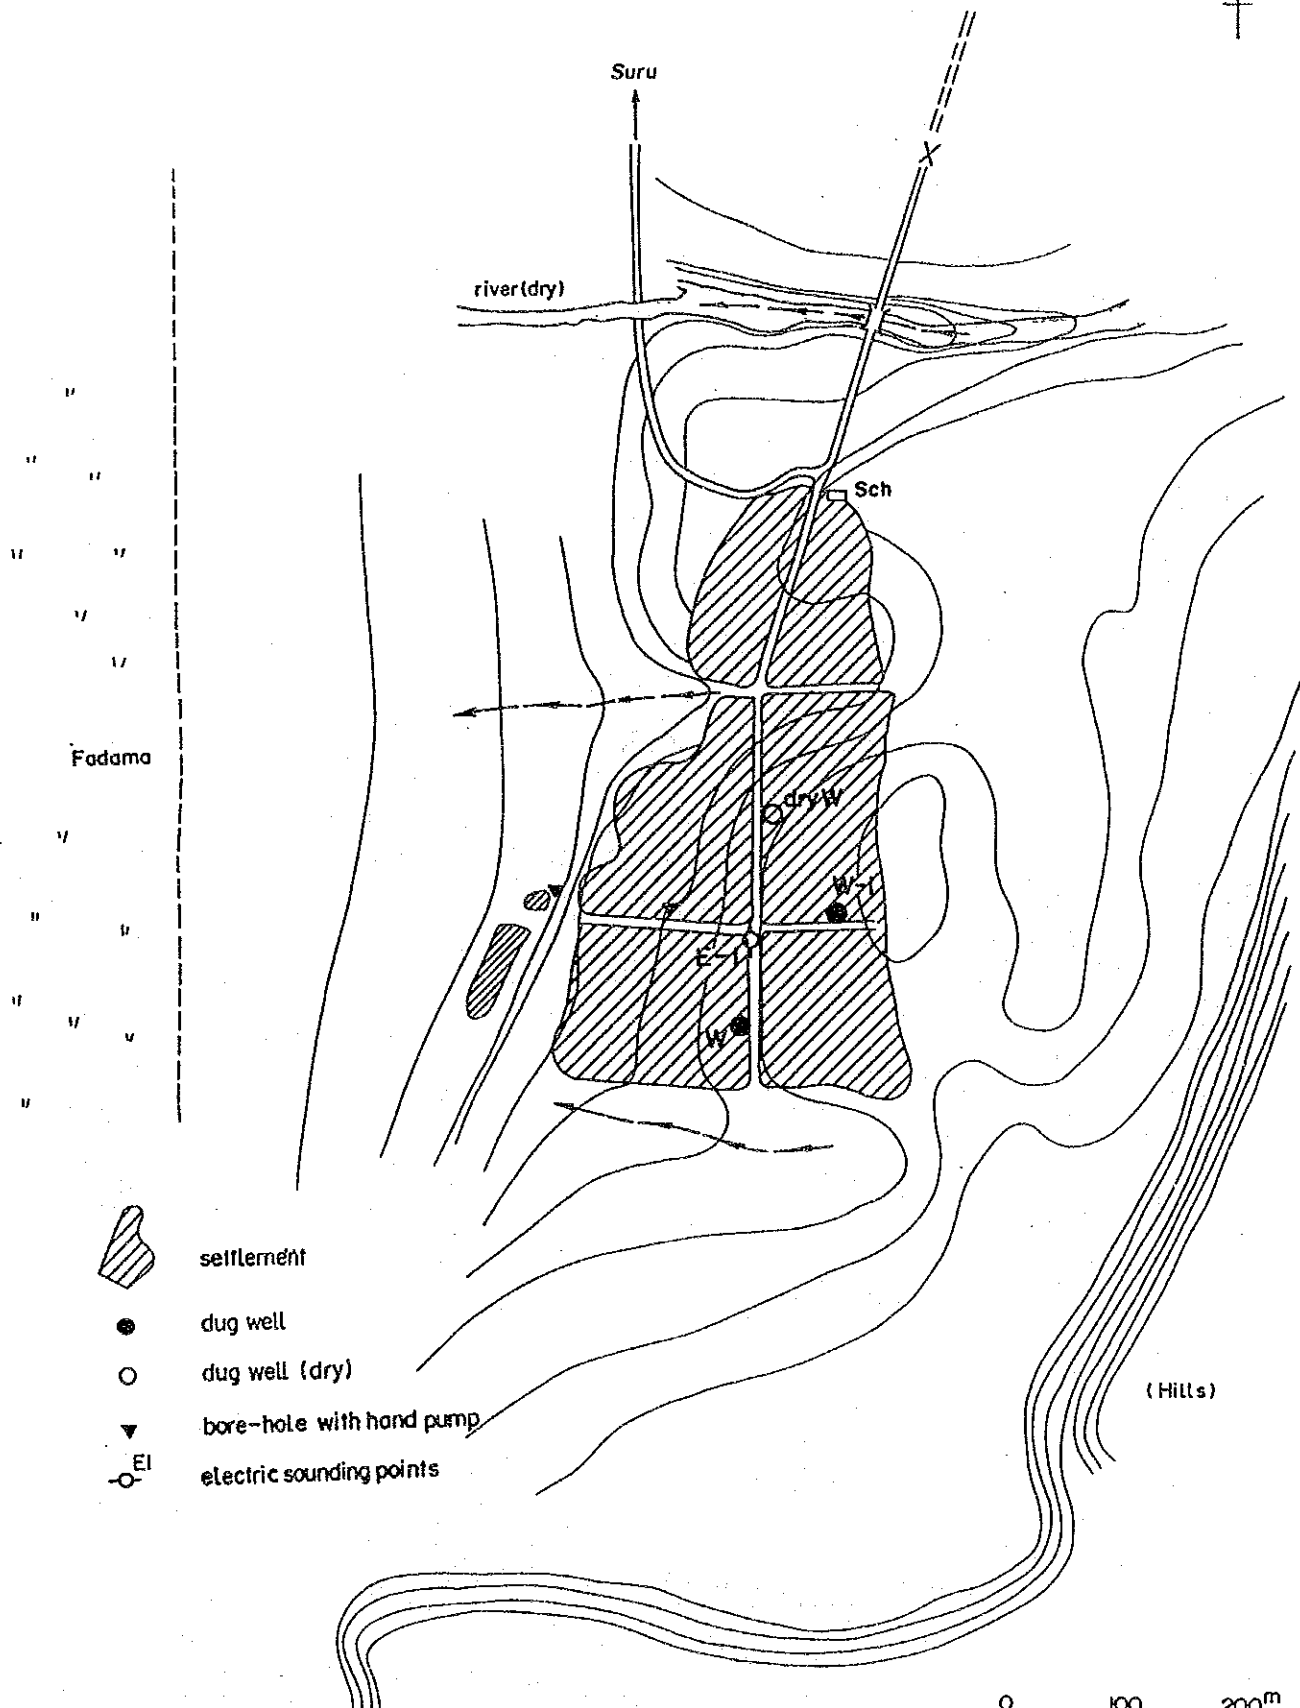 Suru
X
river(dry)
Sch
Fadama
dry W
W-1
E-1
W
settlement
dug well
dug well (dry)
bore-hole with hand pump
E1
electric sounding points
(Hills)
0 100 200m